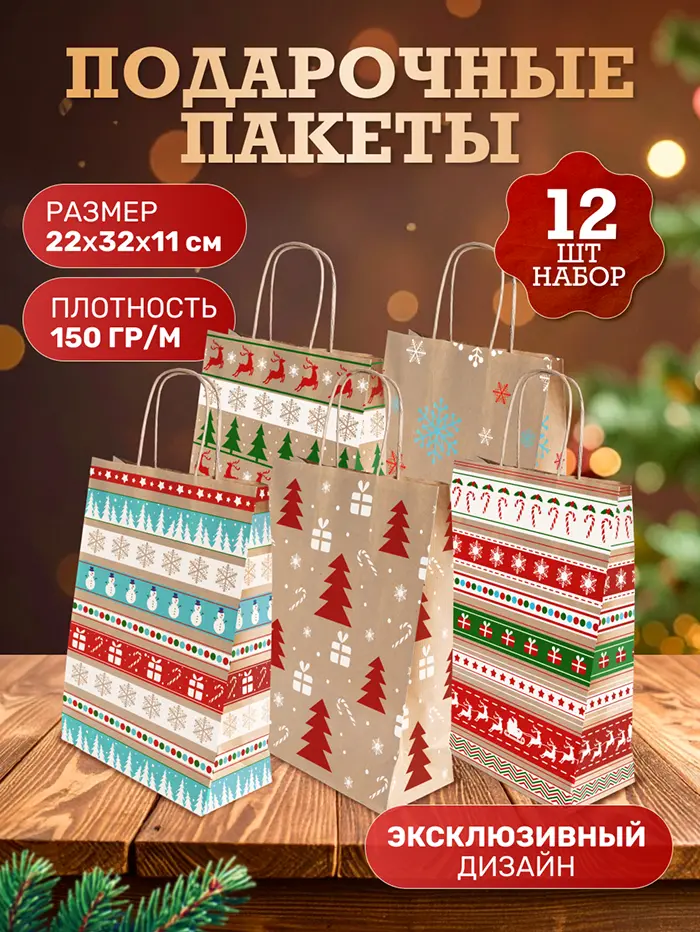 ПОДАРОЧНЫЕ
ПАКЕТЫ
РАЗМЕР
22х32х11 см
ПЛОТНОСТЬ
150 ГР/М
12
ШТ
НАБОР
ЭКСКЛЮЗИВНЫЙ
ДИЗАЙН